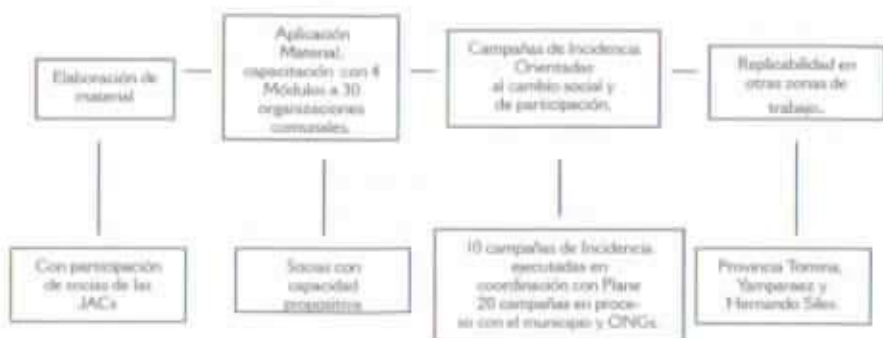 Elaboración de
material
Aplicación
Material,
capacitación con 4
Módulos a 30
organizaciones
comunales.
Campañas de Incidencia
Orientadas
al cambio social y
de participación.
Replicabilidad en
otras zonas de
trabajo.
Con participación
de socias de las
JACs
Socias con
capacidad
propositiva
10 campañas de Incidencia
ejecutadas en
coordinación con Plane
20 campañas en proce-
so con el municipio y ONGs.
Provincia Tomina,
Yamparaez y
Hernando Siles.